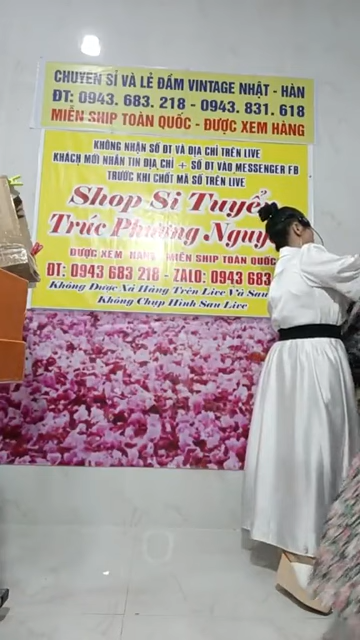 CHUYÊN SỈ VÀ LẺ ĐẦM VINTAGE NHẬT - HÀN
ĐT: 0943. 683. 218 - 0943. 831. 618
MIỄN SHIP TOÀN QUỐC - ĐƯỢC XEM HÀNG
KHÔNG NHẬN SỐ ĐT VÀ ĐỊA CHỈ TRÊN LIVE
KHÁCH MỚI NHẮN TIN ĐỊA CHỈ + SỐ ĐT VÀO MESSENGER FB
TRƯỚC KHI CHỐT MÃ SỐ TRÊN LIVE
Shop Si Tuyể
Trúc Phương Nguy
ĐƯỢC XEM HÀNG MIỄN SHIP TOÀN QUỐC
ĐT: 0943 683 218 - ZALO: 0943 683
Không Được Xả Hàng Trên Live Và Sau
Không Chụp Hình Sau Live